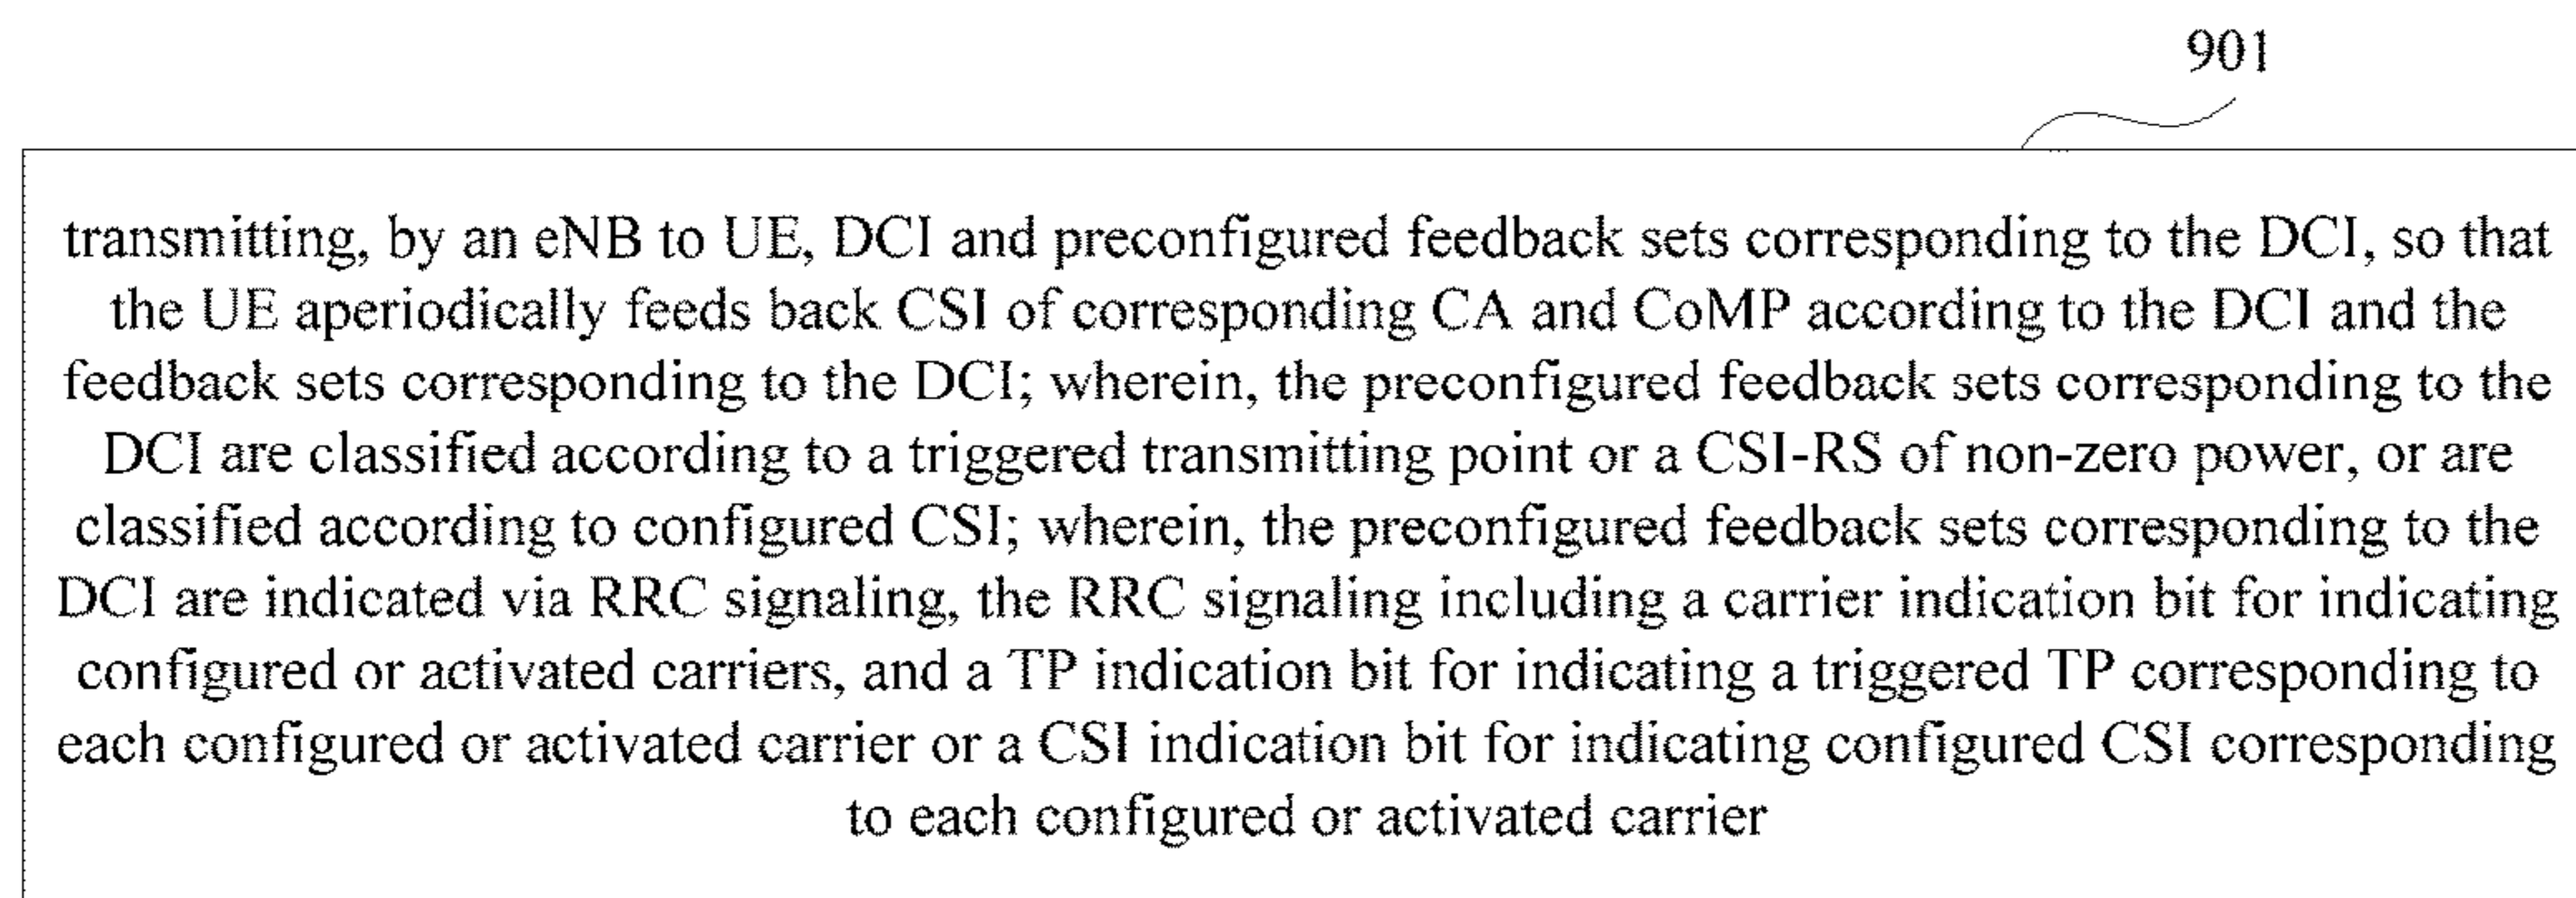 901
transmitting, by an eNB to UE, DCI and preconfigured feedback sets corresponding to the DCI, so that
the UE aperiodically feeds back CSI of corresponding CA and CoMP according to the DCI and the
feedback sets corresponding to the DCI; wherein, the preconfigured feedback sets corresponding to the
DCI are classified according to a triggered transmitting point or a CSI-RS of non-zero power, or are
classified according to configured CSI; wherein, the preconfigured feedback sets corresponding to the
DCI are indicated via RRC signaling, the RRC signaling including a carrier indication bit for indicating
configured or activated carriers, and a TP indication bit for indicating a triggered TP corresponding to
each configured or activated carrier or a CSI indication bit for indicating configured CSI corresponding
to each configured or activated carrier